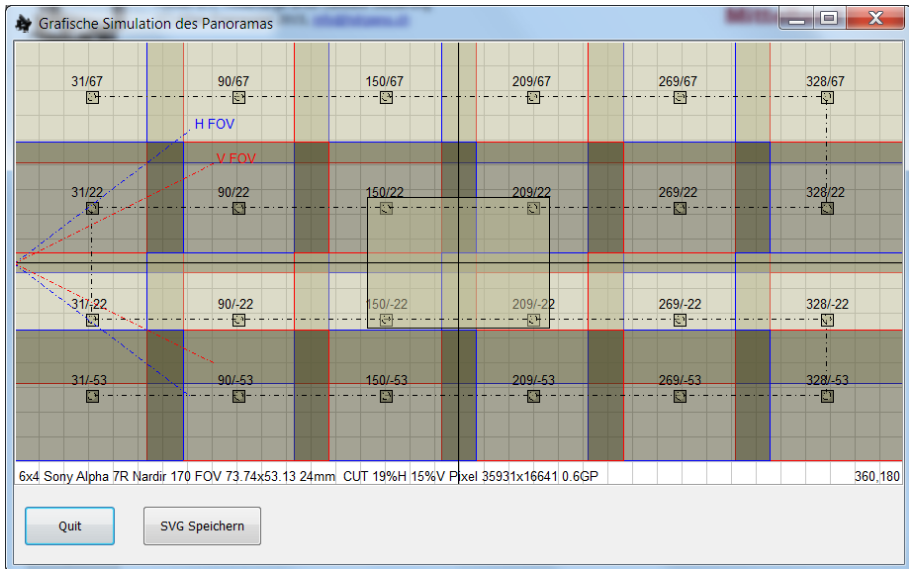 Grafische Simulation des Panoramas
31/67 90/67 150/67 209/67 269/67 328/67
H FOV
V FOV
31/22 90/22 150/22 209/22 269/22 328/22
31/-22 90/-22 150/-22 209/-22 269/-22 328/-22
31/-53 90/-53 150/-53 209/-53 269/-53 328/-53
6x4 Sony Alpha 7R Nardir 170 FOV 73.74x53.13 24mm CUT 19%H 15%V Pixel 35931x16641 0.6GP 360,180
Quit SVG Speichern